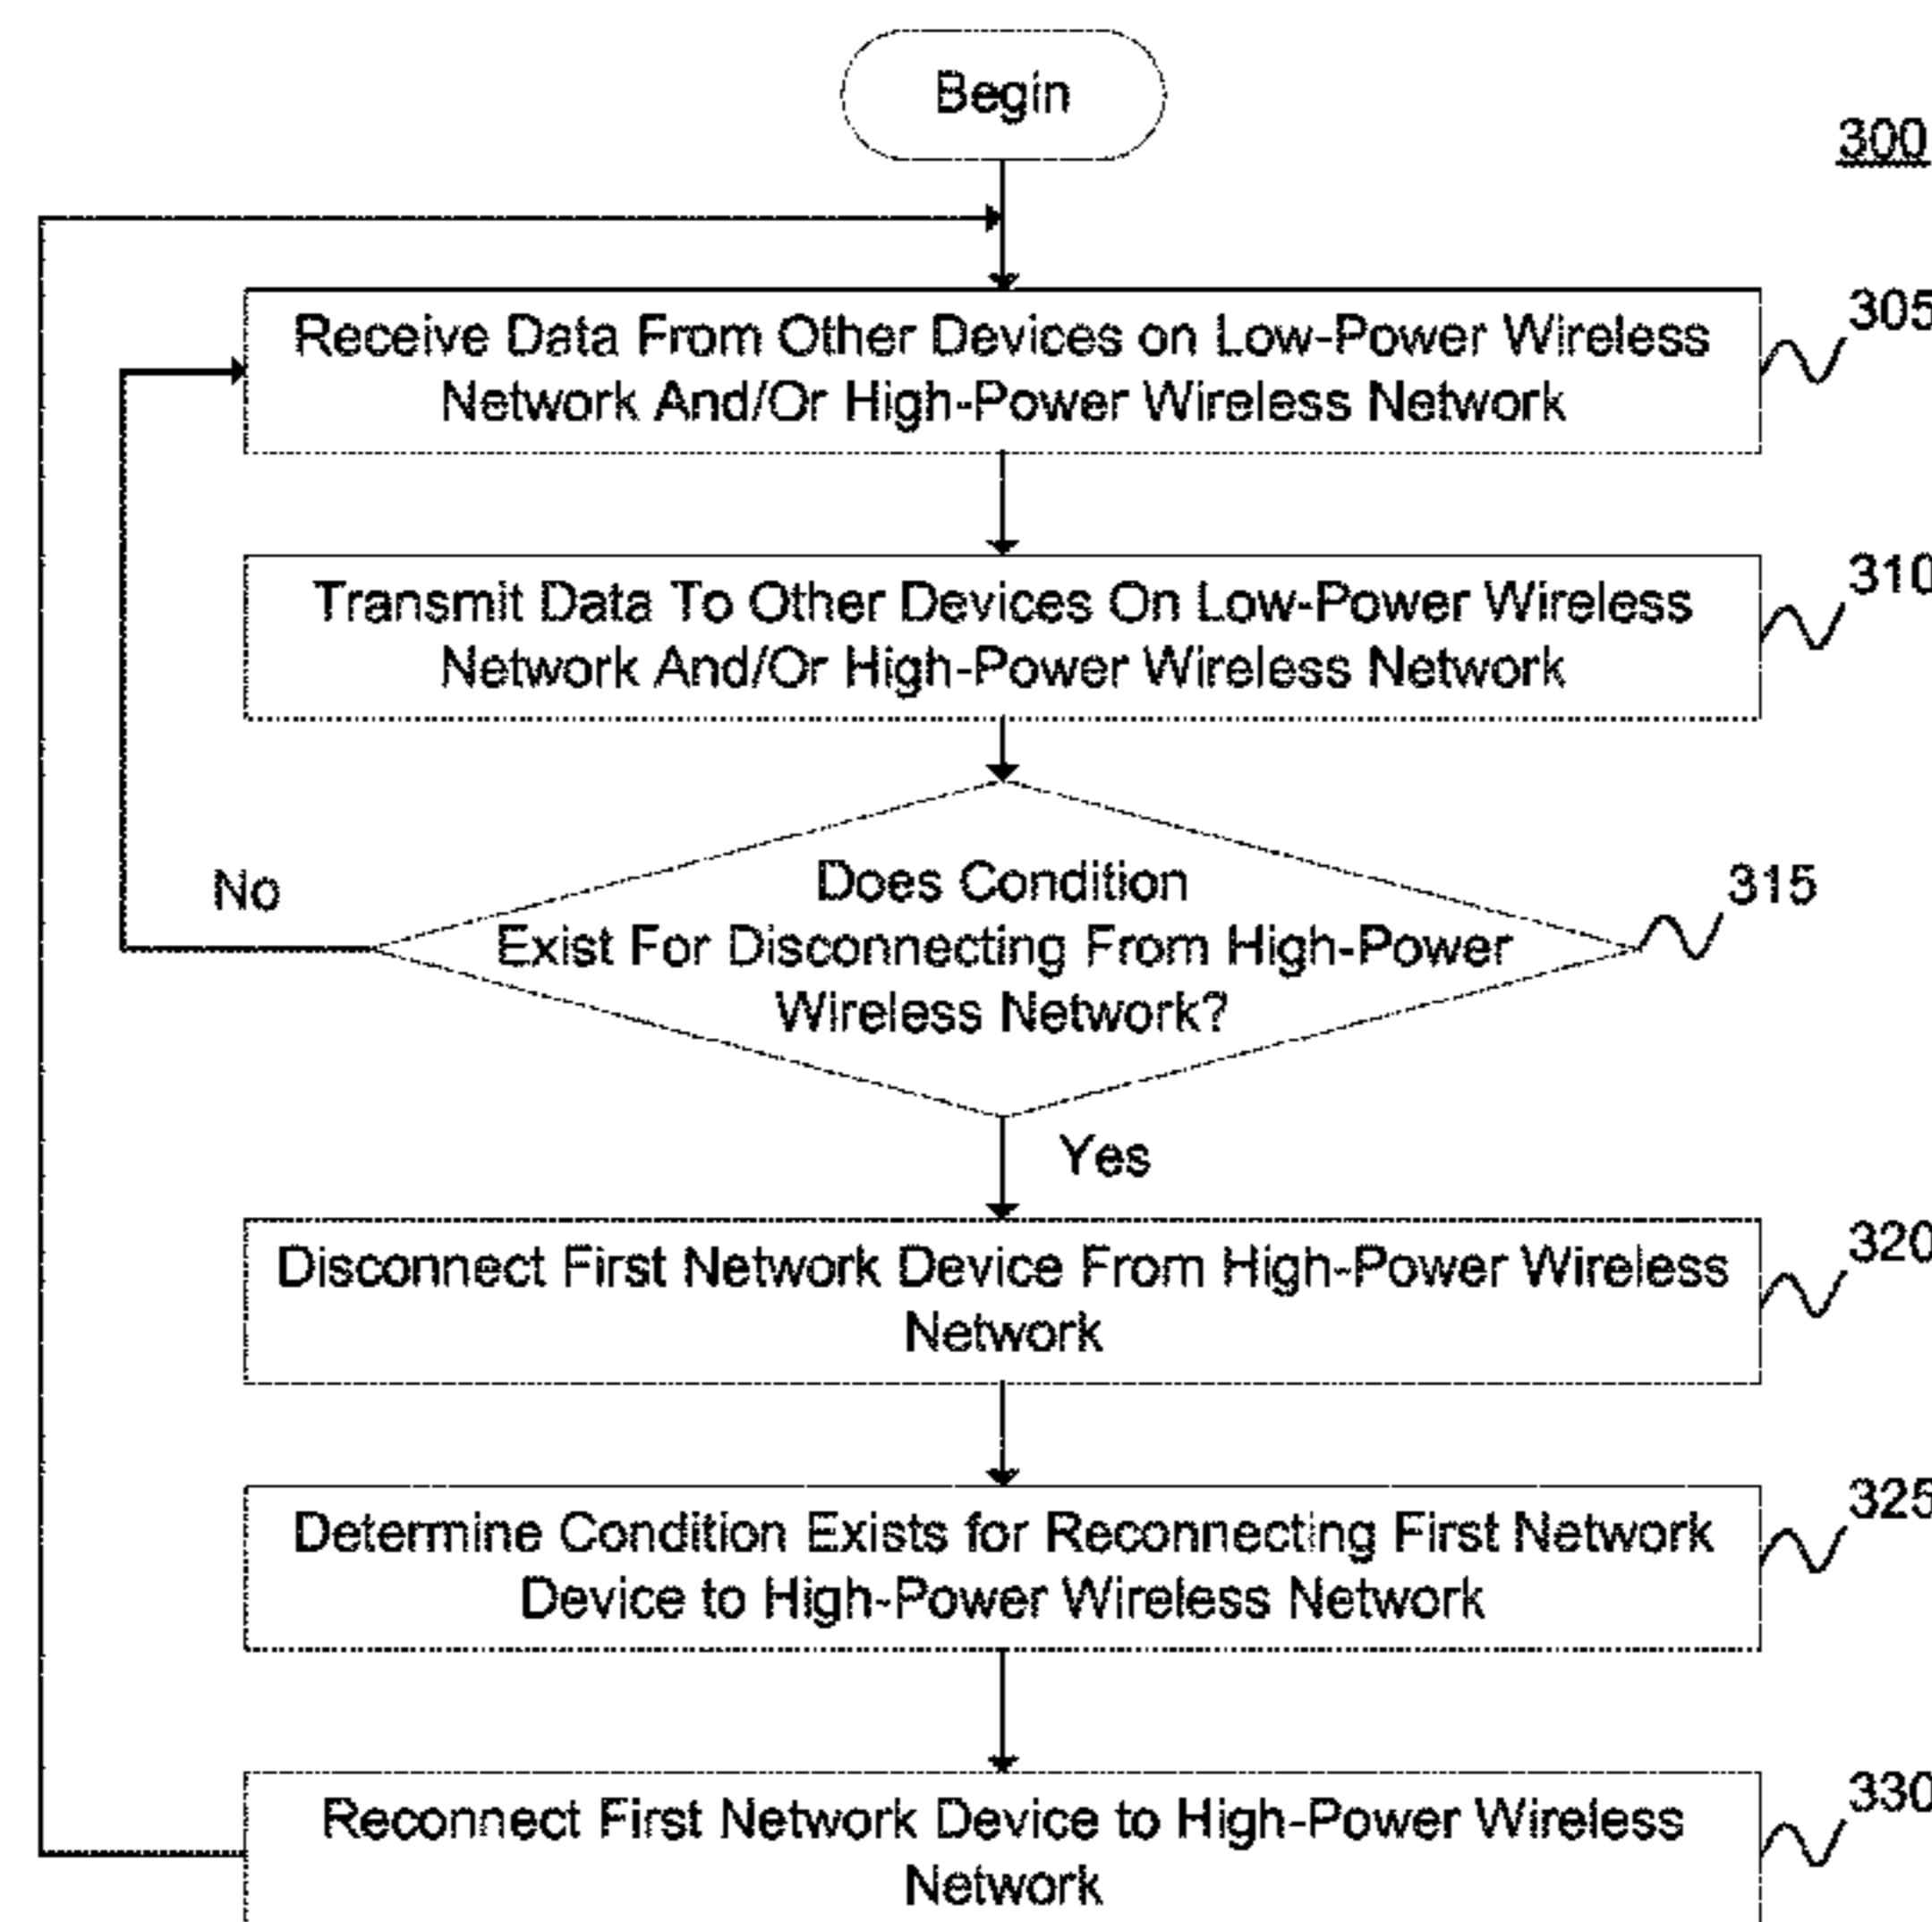 Begin
300
Receive Data From Other Devices on Low-Power Wireless
Network And/Or High-Power Wireless Network
305
Transmit Data To Other Devices On Low-Power Wireless
Network And/Or High-Power Wireless Network
310
Does Condition
Exist For Disconnecting From High-Power
Wireless Network?
315
No
Yes
Disconnect First Network Device From High-Power Wireless
Network
320
Determine Condition Exists for Reconnecting First Network
Device to High-Power Wireless Network
325
Reconnect First Network Device to High-Power Wireless
Network
330